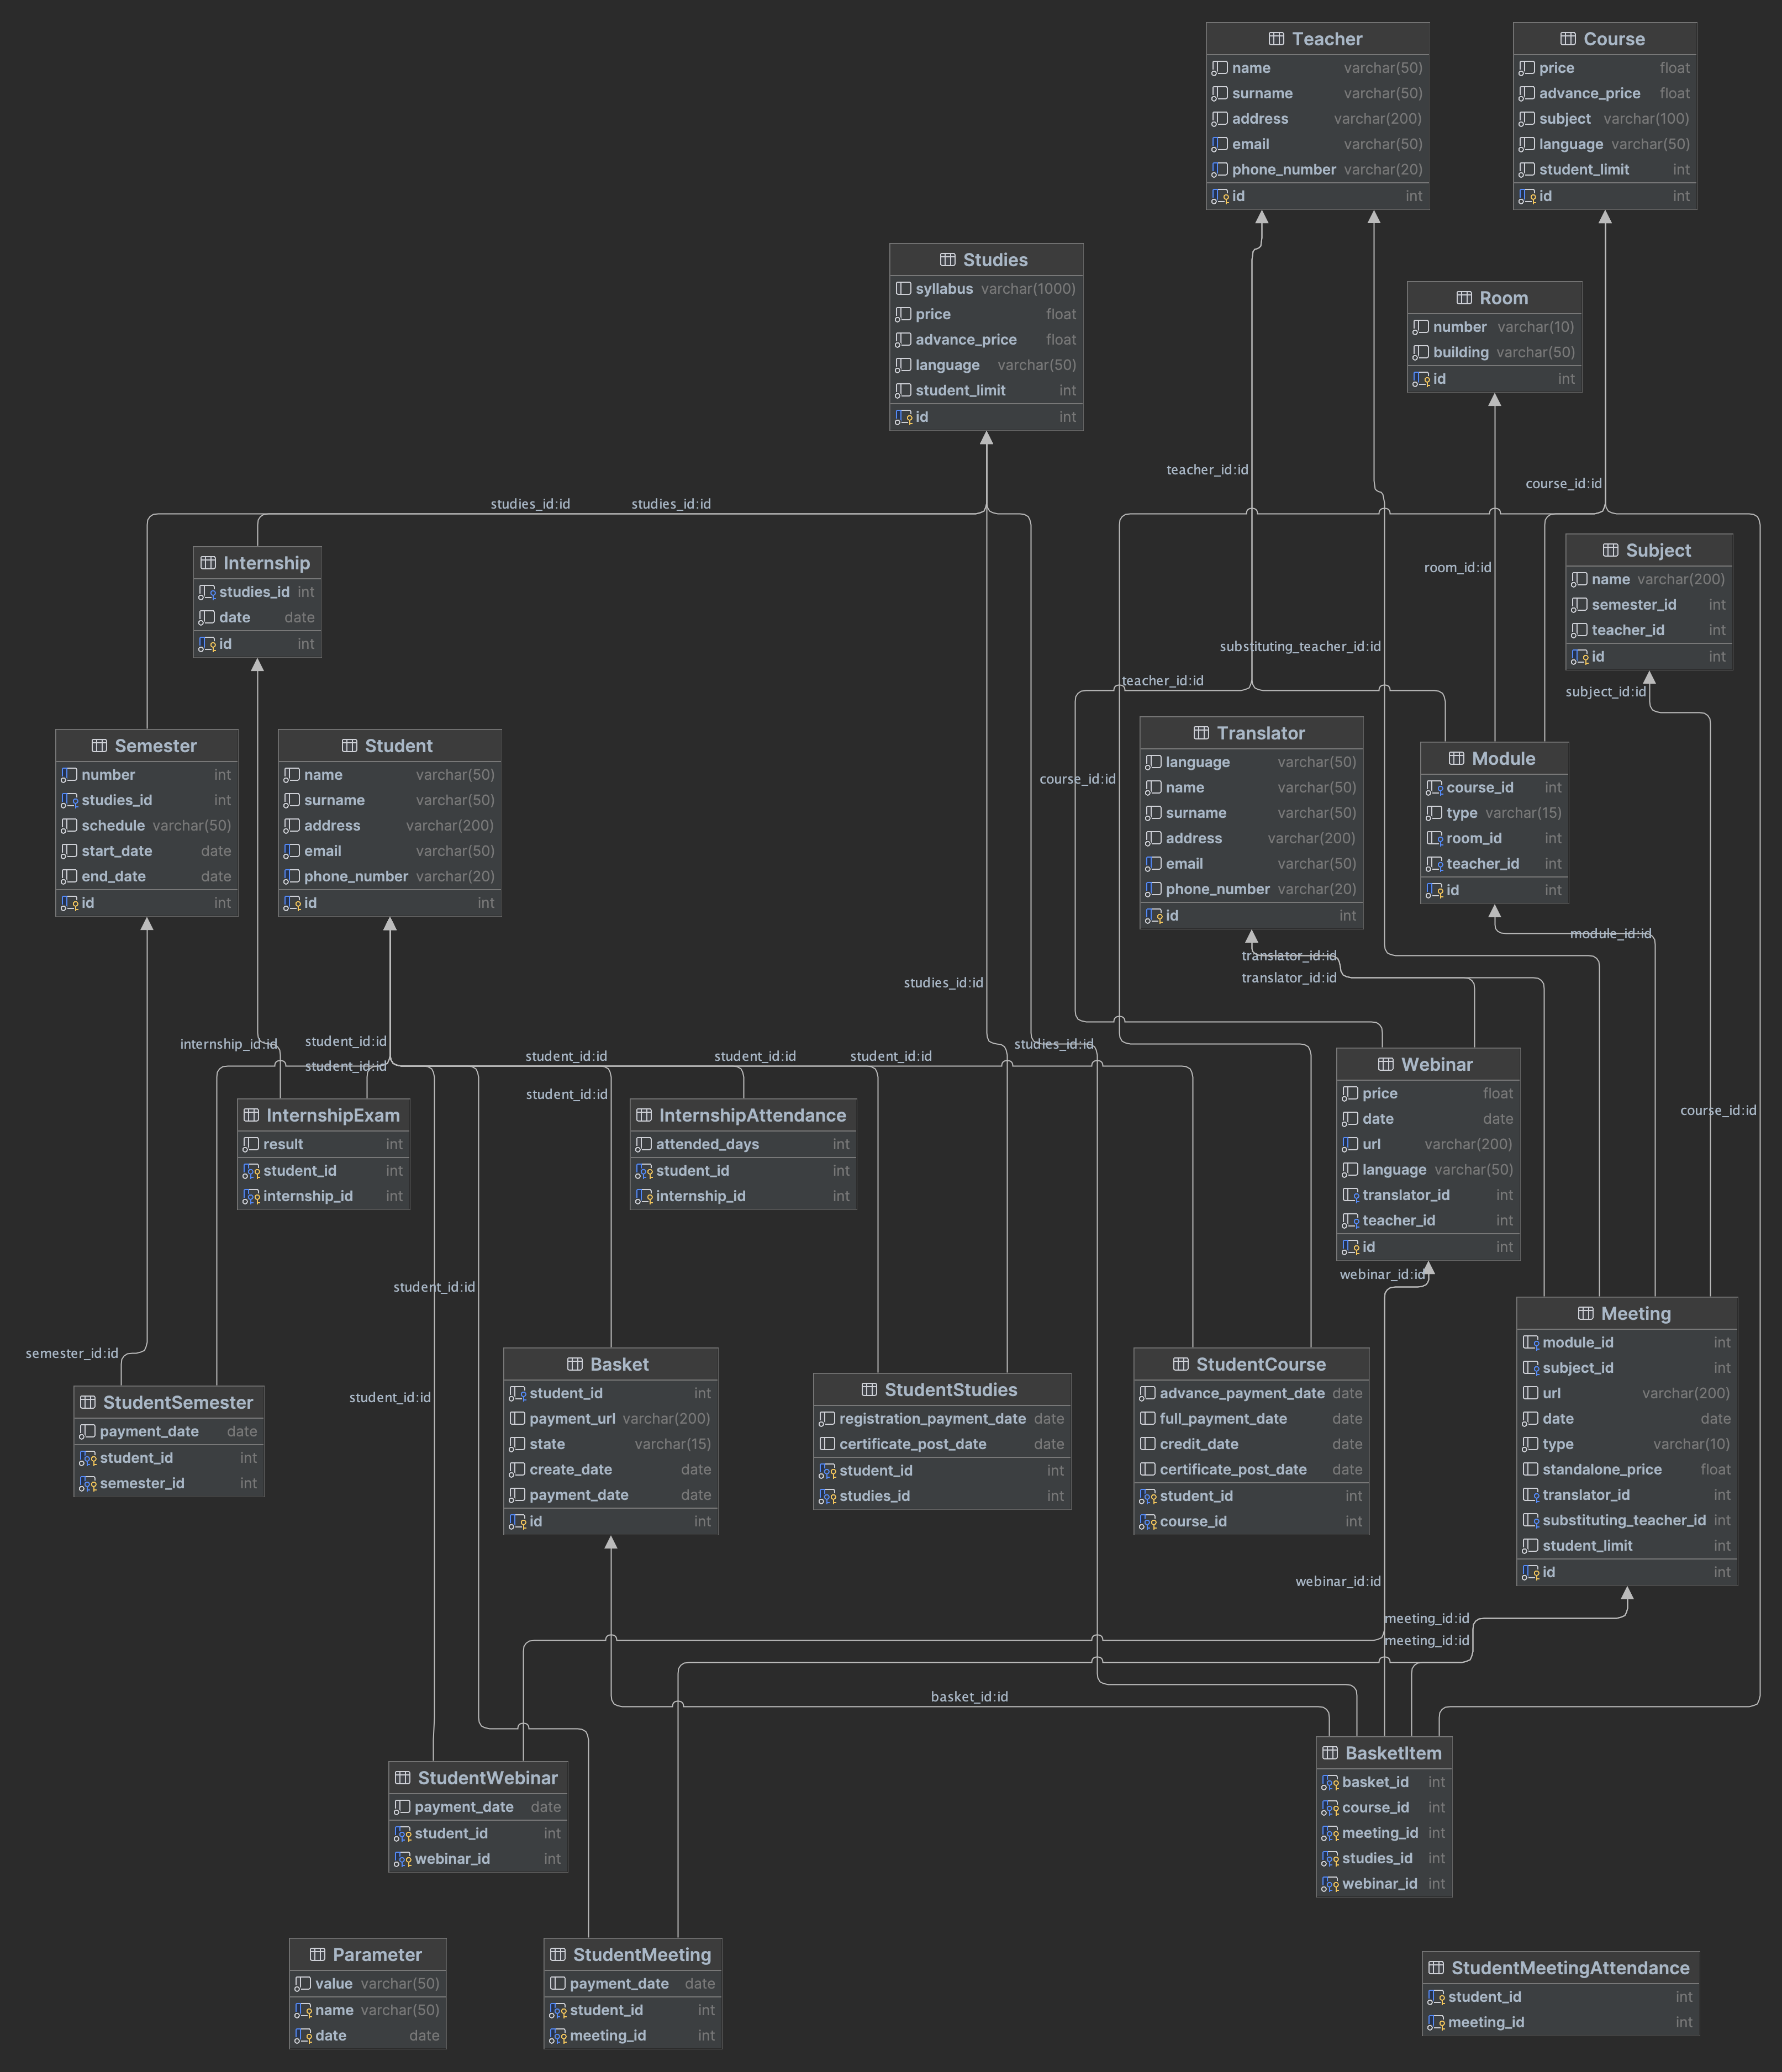 Teacher
name varchar(50)
surname varchar(50)
address varchar(200)
email varchar(50)
phone_number varchar(20)
id int
Course
price float
advance_price float
subject varchar(100)
language varchar(50)
student_limit int
id int
Studies
syllabus varchar(1000)
price float
advance_price float
language varchar(50)
student_limit int
id int
Room
number varchar(10)
building varchar(50)
id int
teacher_id:id
course_id:id
studies_id:id
studies_id:id
Internship
studies_id int
date date
id int
room_id:id
Subject
name varchar(200)
semester_id int
teacher_id int
id int
substituting_teacher_id:id
teacher_id:id
subject_id:id
Semester
number int
studies_id int
schedule varchar(50)
start_date date
end_date date
id int
Student
name varchar(50)
surname varchar(50)
address varchar(200)
email varchar(50)
phone_number varchar(20)
id int
course_id:id
Translator
language varchar(50)
name varchar(50)
surname varchar(50)
address varchar(200)
email varchar(50)
phone_number varchar(20)
id int
Module
course_id int
type varchar(15)
room_id int
teacher_id int
id int
module_id:id
translator_id:id
translator_id:id
studies_id:id
internship_id:id
student_id:id
student_id:id
student_id:id
student_id:id
student_id:id
studies_id:id
student_id:id
InternshipExam
result int
student_id int
internship_id int
InternshipAttendance
attended_days int
student_id int
internship_id int
Webinar
price float
date date
url varchar(200)
language varchar(50)
translator_id int
teacher_id int
id int
course_id:id
webinar_id:id
student_id:id
semester_id:id
student_id:id
Meeting
module_id int
subject_id int
url varchar(200)
date date
type varchar(10)
standalone_price float
translator_id int
substituting_teacher_id int
student_limit int
id int
StudentSemester
payment_date date
student_id int
semester_id int
Basket
student_id int
payment_url varchar(200)
state varchar(15)
create_date date
payment_date date
id int
StudentStudies
registration_payment_date date
certificate_post_date date
student_id int
studies_id int
StudentCourse
advance_payment_date date
full_payment_date date
credit_date date
certificate_post_date date
student_id int
course_id int
webinar_id:id
meeting_id:id
meeting_id:id
basket_id:id
StudentWebinar
payment_date date
student_id int
webinar_id int
BasketItem
basket_id int
course_id int
meeting_id int
studies_id int
webinar_id int
Parameter
value varchar(50)
name varchar(50)
date date
StudentMeeting
payment_date date
student_id int
meeting_id int
StudentMeetingAttendance
student_id int
meeting_id int